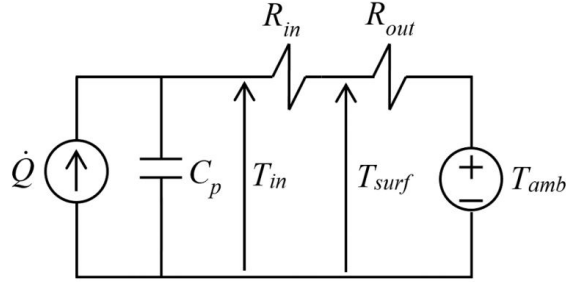 R_in R_out
Q̇ C_p T_in T_surf + − T_amb